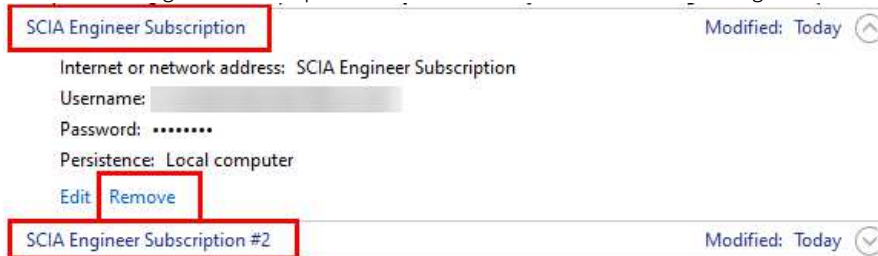 SCIA Engineer Subscription Modified: Today
Internet or network address: SCIA Engineer Subscription
Username:
Password: ••••••••
Persistence: Local computer
Edit Remove
SCIA Engineer Subscription #2 Modified: Today